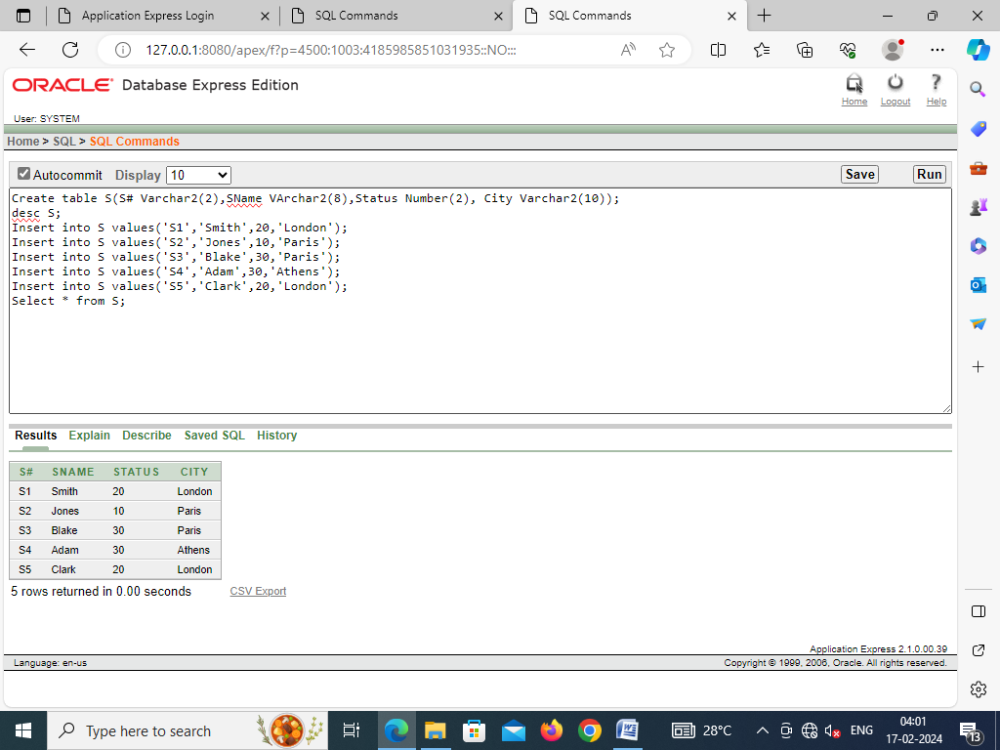 Application Express Login
SQL Commands
SQL Commands
127.0.0.1:8080/apex/f?p=4500:1003:4185985851031935::NO:::
ORACLE® Database Express Edition
Home
Logout
Help
User: SYSTEM
Home > SQL > SQL Commands
Autocommit Display 10
Save
Run
Create table S(S# Varchar2(2),SName VArchar2(8),Status Number(2), City Varchar2(10));
desc S;
Insert into S values('S1','Smith',20,'London');
Insert into S values('S2','Jones',10,'Paris');
Insert into S values('S3','Blake',30,'Paris');
Insert into S values('S4','Adam',30,'Athens');
Insert into S values('S5','Clark',20,'London');
Select * from S;
Results Explain Describe Saved SQL History
S# SNAME STATUS CITY
S1 Smith 20 London
S2 Jones 10 Paris
S3 Blake 30 Paris
S4 Adam 30 Athens
S5 Clark 20 London
5 rows returned in 0.00 seconds
CSV Export
Application Express 2.1.0.00.39
Language: en-us
Copyright © 1999, 2006, Oracle. All rights reserved.
Type here to search
28°C
ENG
04:01
17-02-2024
13